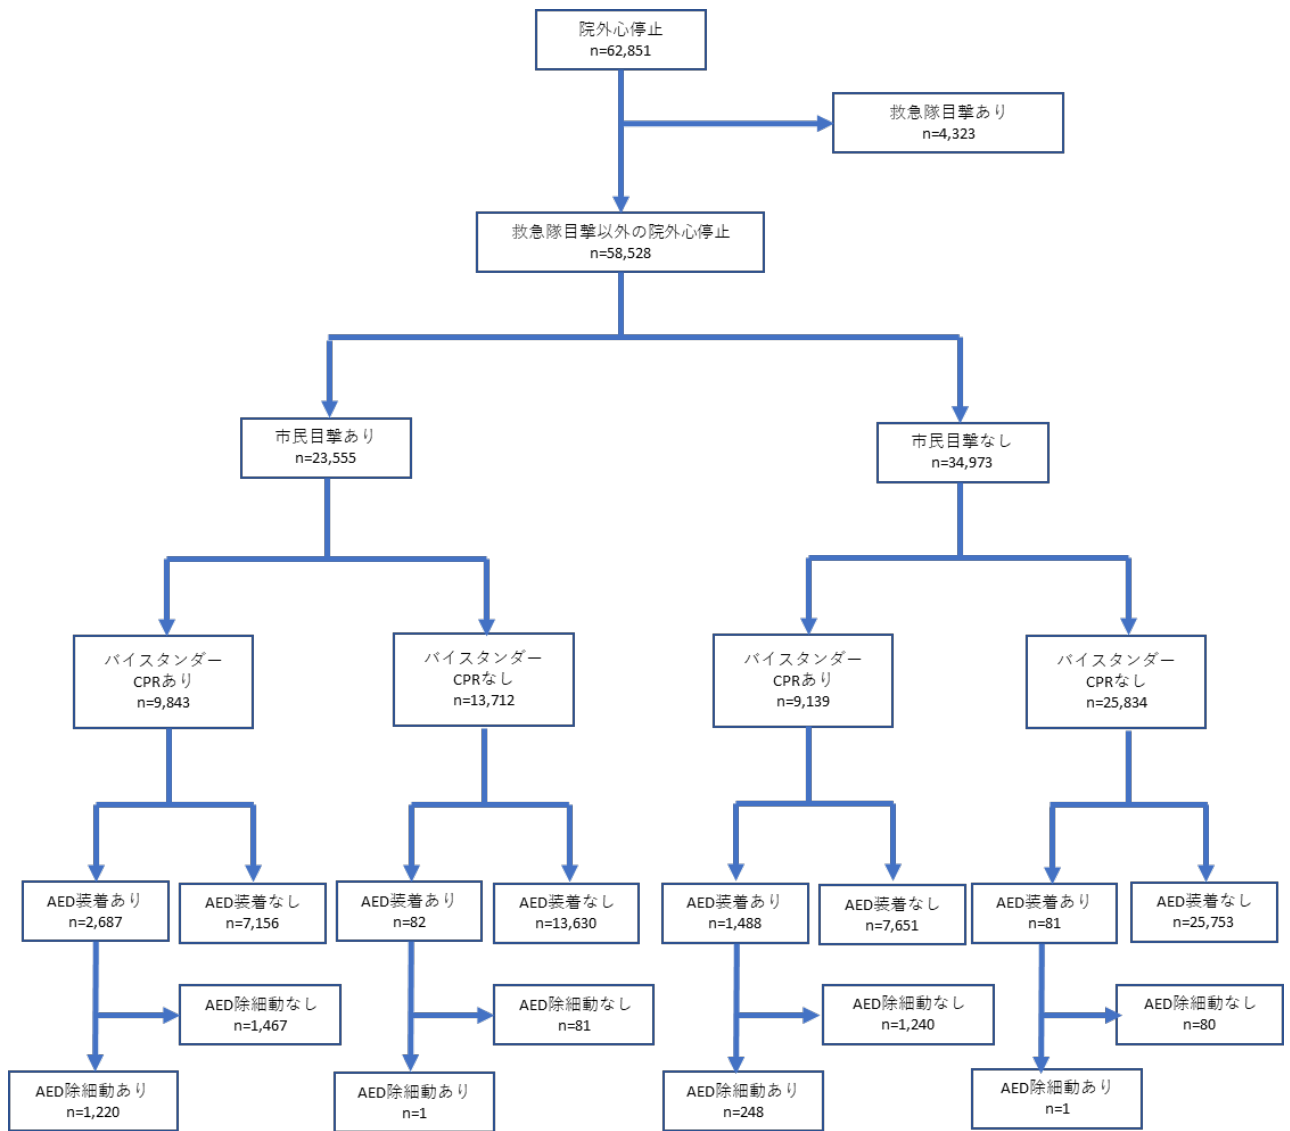 院外心停止
n=62,851
救急隊目撃あり
n=4,323
救急隊目撃以外の院外心停止
n=58,528
市民目撃あり
n=23,555
市民目撃なし
n=34,973
バイスタンダー
CPRあり
n=9,843
バイスタンダー
CPRなし
n=13,712
バイスタンダー
CPRあり
n=9,139
バイスタンダー
CPRなし
n=25,834
AED装着あり
n=2,687
AED装着なし
n=7,156
AED装着あり
n=82
AED装着なし
n=13,630
AED装着あり
n=1,488
AED装着なし
n=7,651
AED装着あり
n=81
AED装着なし
n=25,753
AED除細動なし
n=1,467
AED除細動なし
n=81
AED除細動なし
n=1,240
AED除細動なし
n=80
AED除細動あり
n=1,220
AED除細動あり
n=1
AED除細動あり
n=248
AED除細動あり
n=1